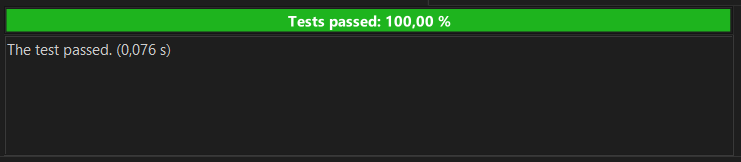 Tests passed: 100,00 %
The test passed. (0,076 s)